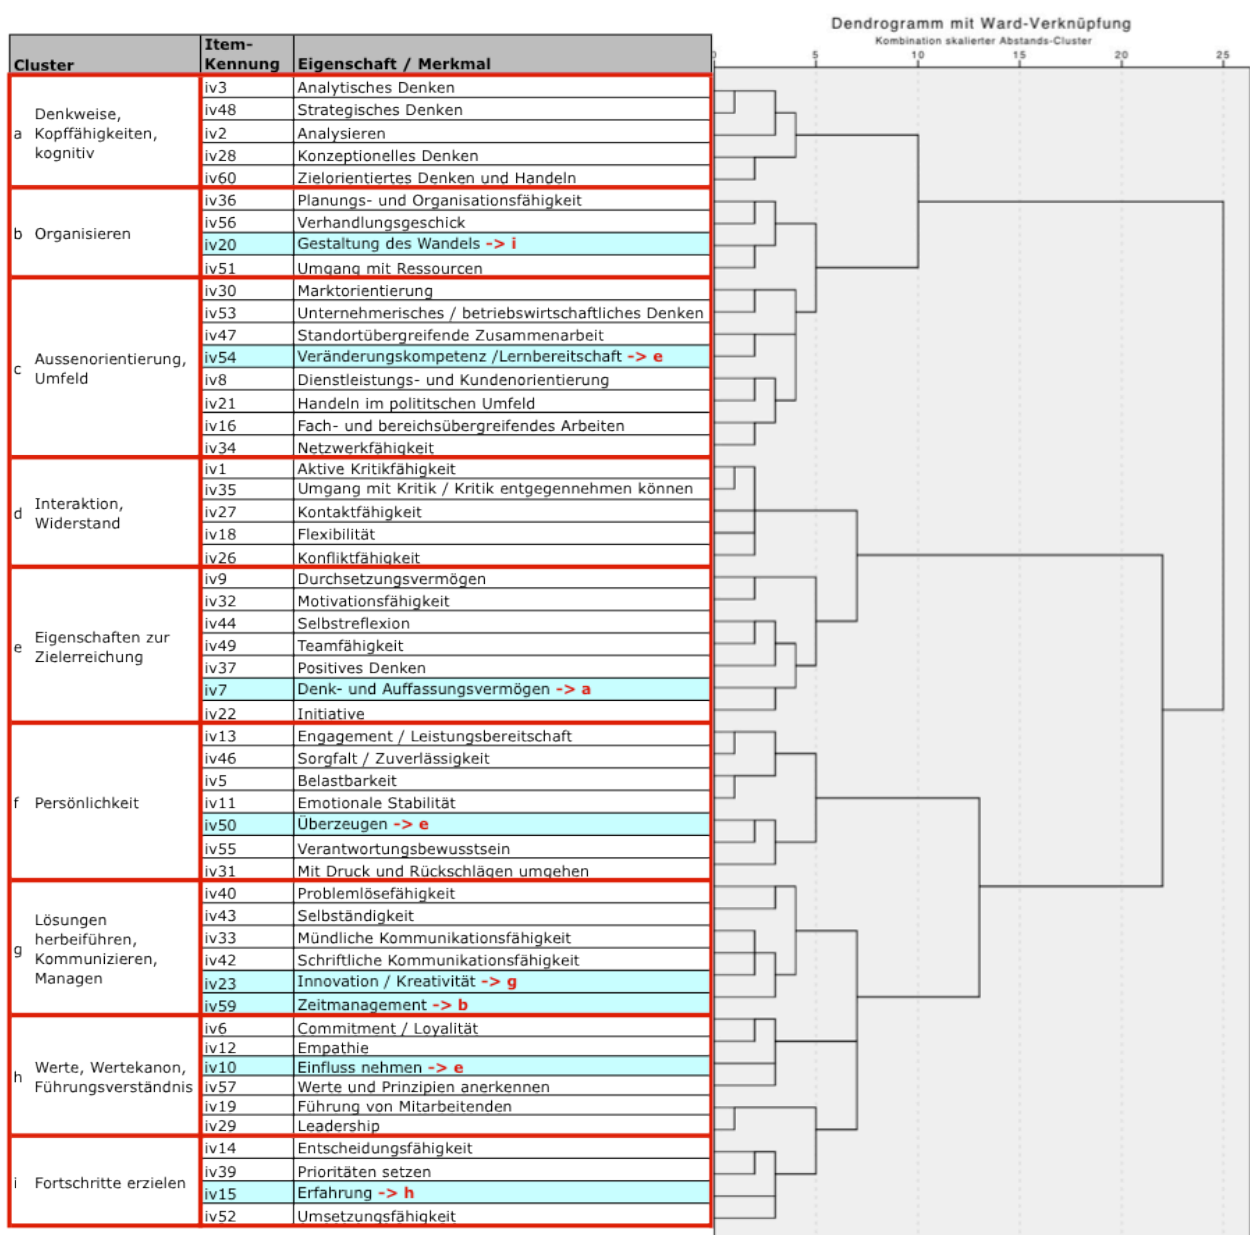 Dendrogramm mit Ward-Verknüpfung
Kombination skalierter Abstands-Cluster
0 5 10 15 20 25
Cluster Item-Kennung Eigenschaft / Merkmal
a Denkweise, Kopffähigkeiten, kognitiv
iv3 Analytisches Denken
iv48 Strategisches Denken
iv2 Analysieren
iv28 Konzeptionelles Denken
iv60 Zielorientiertes Denken und Handeln
b Organisieren
iv36 Planungs- und Organisationsfähigkeit
iv56 Verhandlungsgeschick
iv20 Gestaltung des Wandels -> i
iv51 Umgang mit Ressourcen
c Aussenorientierung, Umfeld
iv30 Marktorientierung
iv53 Unternehmerisches / betriebswirtschaftliches Denken
iv47 Standortübergreifende Zusammenarbeit
iv54 Veränderungskompetenz /Lernbereitschaft -> e
iv8 Dienstleistungs- und Kundenorientierung
iv21 Handeln im polititschen Umfeld
iv16 Fach- und bereichsübergreifendes Arbeiten
iv34 Netzwerkfähigkeit
d Interaktion, Widerstand
iv1 Aktive Kritikfähigkeit
iv35 Umgang mit Kritik / Kritik entgegennehmen können
iv27 Kontaktfähigkeit
iv18 Flexibilität
iv26 Konfliktfähigkeit
e Eigenschaften zur Zielerreichung
iv9 Durchsetzungsvermögen
iv32 Motivationsfähigkeit
iv44 Selbstreflexion
iv49 Teamfähigkeit
iv37 Positives Denken
iv7 Denk- und Auffassungsvermögen -> a
iv22 Initiative
f Persönlichkeit
iv13 Engagement / Leistungsbereitschaft
iv46 Sorgfalt / Zuverlässigkeit
iv5 Belastbarkeit
iv11 Emotionale Stabilität
iv50 Überzeugen -> e
iv55 Verantwortungsbewusstsein
iv31 Mit Druck und Rückschlägen umgehen
g Lösungen herbeiführen, Kommunizieren, Managen
iv40 Problemlösefähigkeit
iv43 Selbständigkeit
iv33 Mündliche Kommunikationsfähigkeit
iv42 Schriftliche Kommunikationsfähigkeit
iv23 Innovation / Kreativität -> g
iv59 Zeitmanagement -> b
h Werte, Wertekanon, Führungsverständnis
iv6 Commitment / Loyalität
iv12 Empathie
iv10 Einfluss nehmen -> e
iv57 Werte und Prinzipien anerkennen
iv19 Führung von Mitarbeitenden
iv29 Leadership
i Fortschritte erzielen
iv14 Entscheidungsfähigkeit
iv39 Prioritäten setzen
iv15 Erfahrung -> h
iv52 Umsetzungsfähigkeit